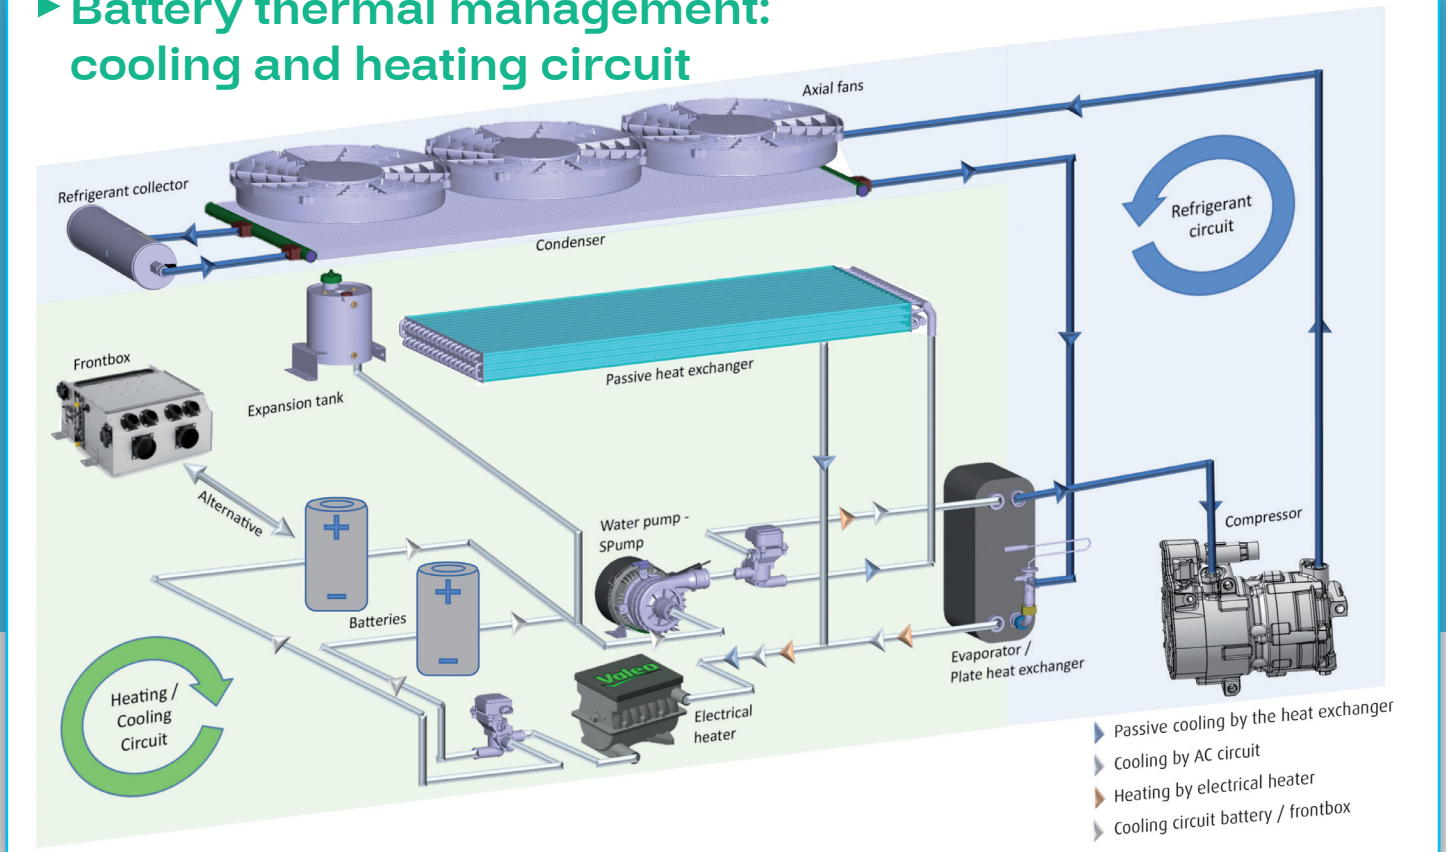 Battery thermal management:
cooling and heating circuit
Axial fans
Refrigerant collector
Condenser
Refrigerant
circuit
Frontbox
Expansion tank
Passive heat exchanger
Alternative
Water pump -
SPump
Compressor
Batteries
Evaporator /
Plate heat exchanger
Valeo
Electrical
heater
Heating /
Cooling
Circuit
Passive cooling by the heat exchanger
Cooling by AC circuit
Heating by electrical heater
Cooling circuit battery / frontbox